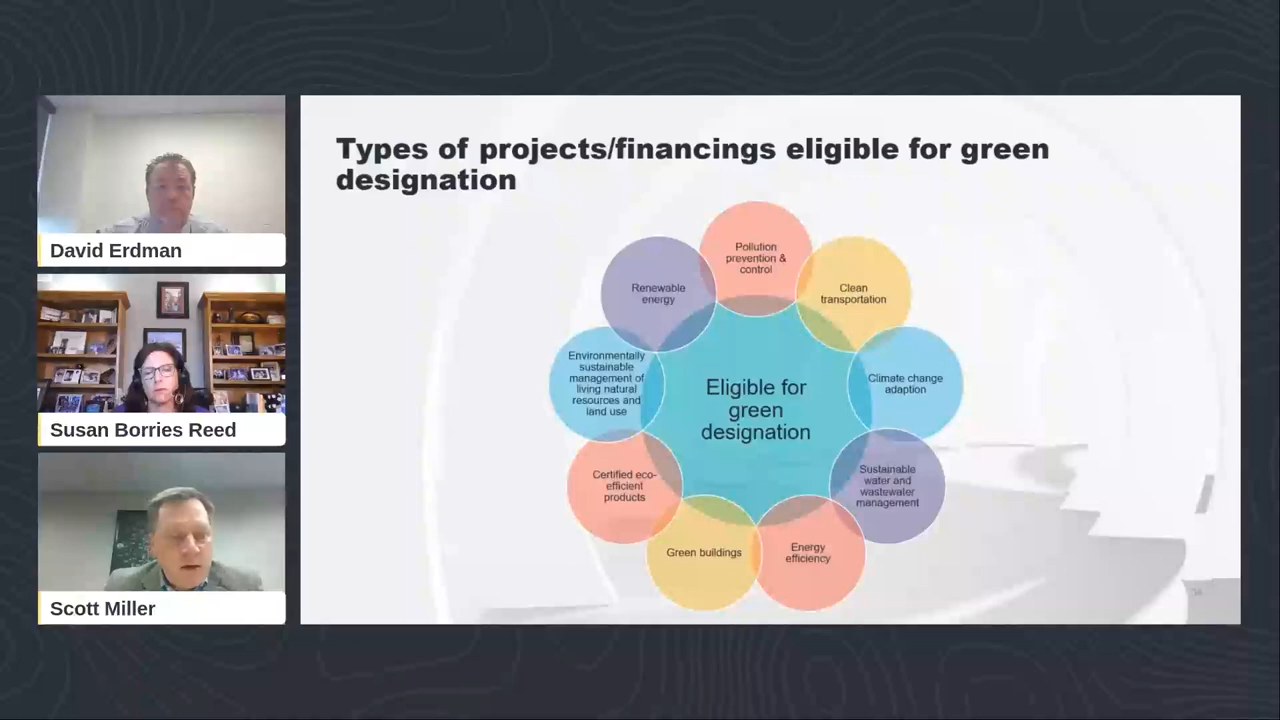 David Erdman
Susan Borries Reed
Scott Miller
Types of projects/financings eligible for green
designation
Pollution
prevention &
control
Clean
transportation
Climate change
adaption
Sustainable
water and
wastewater
management
Energy
efficiency
Green buildings
Certified eco-
efficient
products
Environmentally
sustainable
management of
living natural
resources and
land use
Renewable
energy
Eligible for
green
designation